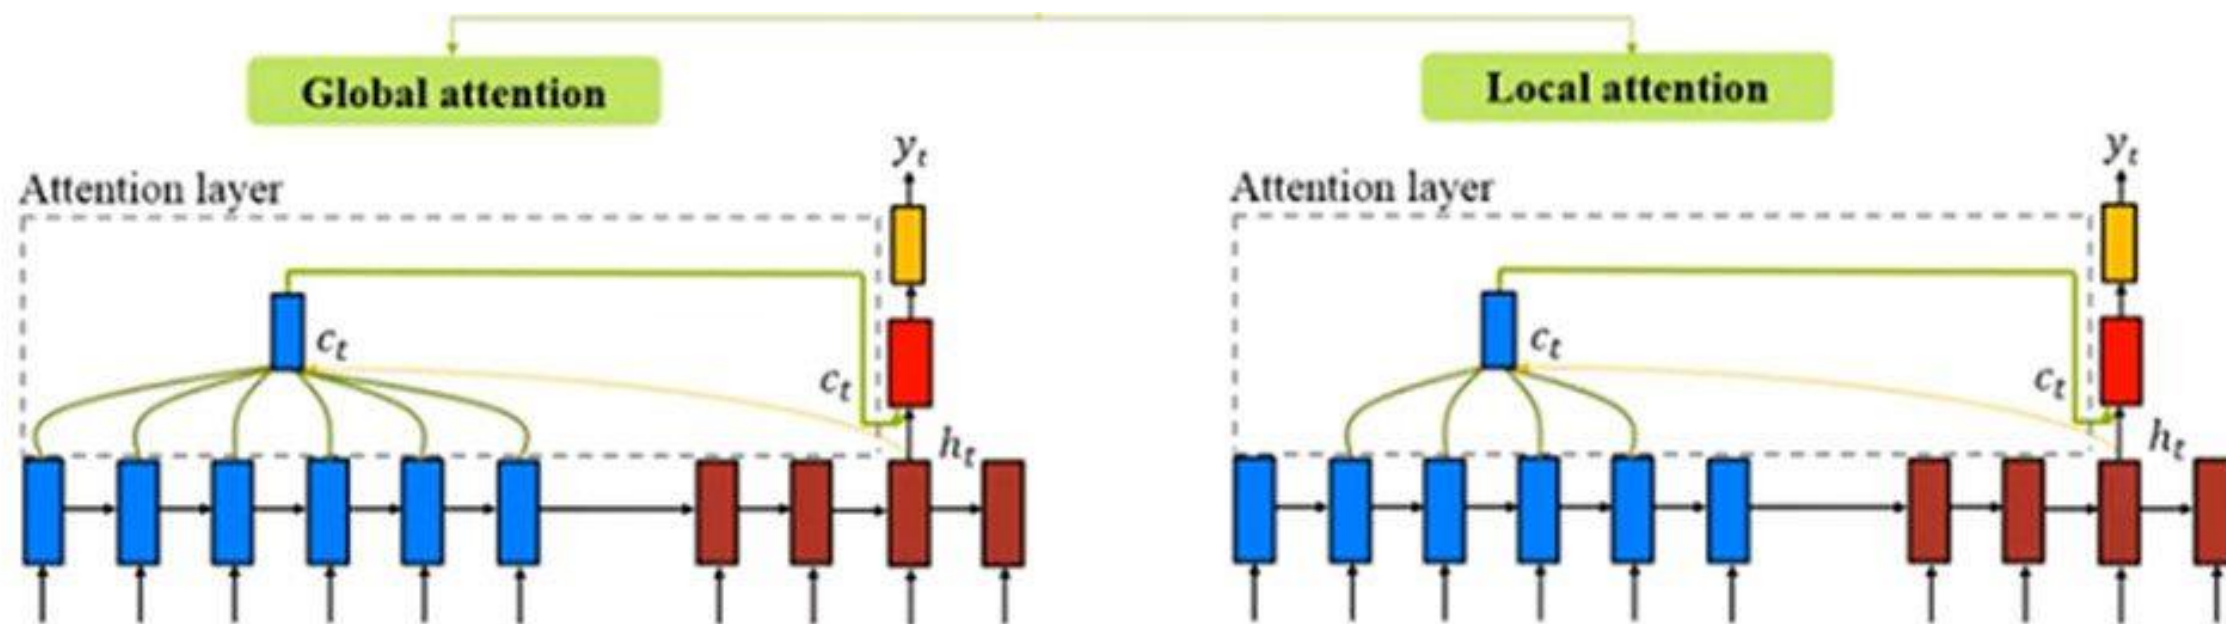 Global attention
Local attention
Attention layer
y_t
c_t
c_t
h_t
Attention layer
y_t
c_t
c_t
h_t